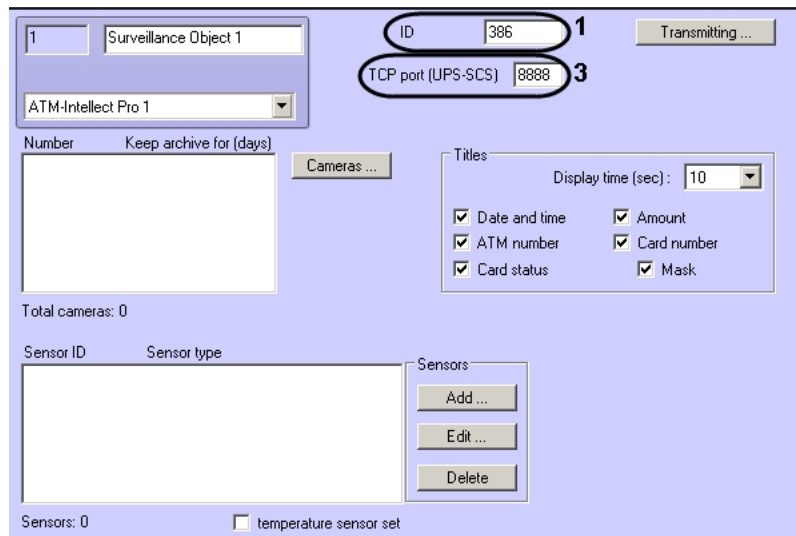 1 Surveillance Object 1
ID 386 1
Transmitting ...
TCP port (UPS-SCS) 8888 3
ATM-Intellect Pro 1
Number Keep archive for (days)
Cameras ...
Titles
Display time (sec) : 10
Date and time Amount
ATM number Card number
Card status Mask
Total cameras: 0
Sensor ID Sensor type
Sensors
Add ...
Edit ...
Delete
Sensors: 0 temperature sensor set